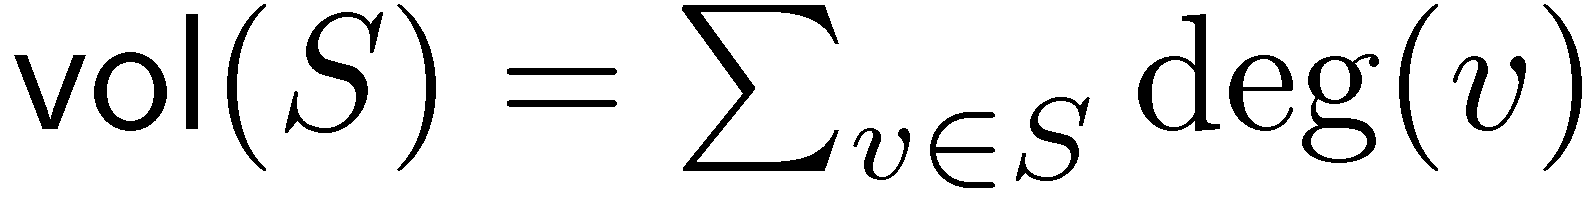 vol(S) = ∑_{v∈S} deg(v)